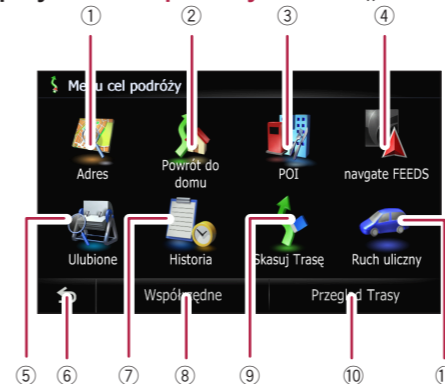 ① ② ③ ④
Menu cel podróży
Adres
Powrót do
domu
POI
navgate FEEDS
Ulubione
Historia
Skasuj Trasę
Ruch uliczny
Współrzędne
Przegląd Trasy
⑤ ⑥ ⑦ ⑧ ⑨ ⑩